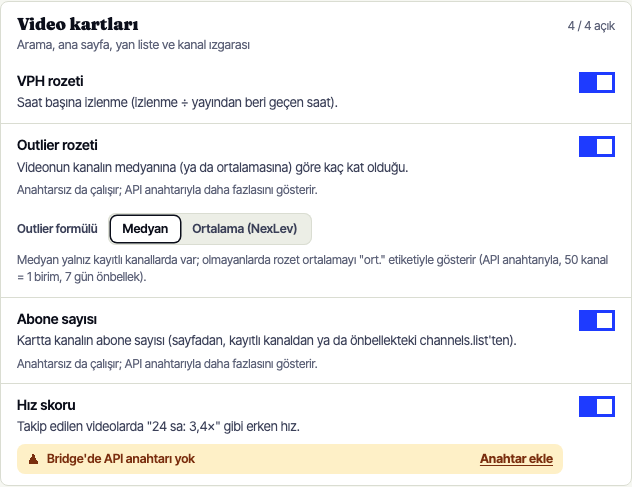 Video kartları
4 / 4 açık
Arama, ana sayfa, yan liste ve kanal ızgarası
VPH rozeti
Saat başına izlenme (izlenme ÷ yayından beri geçen saat).
Outlier rozeti
Videonun kanalın medyanına (ya da ortalamasına) göre kaç kat olduğu.
Anahtarsız da çalışır; API anahtarıyla daha fazlasını gösterir.
Outlier formülü
Medyan
Ortalama (NexLev)
Medyan yalnız kayıtlı kanallarda var; olmayanlarda rozet ortalamayı "ort." etiketiyle gösterir (API anahtarıyla, 50 kanal
= 1 birim, 7 gün önbellek).
Abone sayısı
Kartta kanalın abone sayısı (sayfadan, kayıtlı kanaldan ya da önbellekteki channels.list'ten).
Anahtarsız da çalışır; API anahtarıyla daha fazlasını gösterir.
Hız skoru
Takip edilen videolarda "24 sa: 3,4×" gibi erken hız.
Bridge'de API anahtarı yok
Anahtar ekle